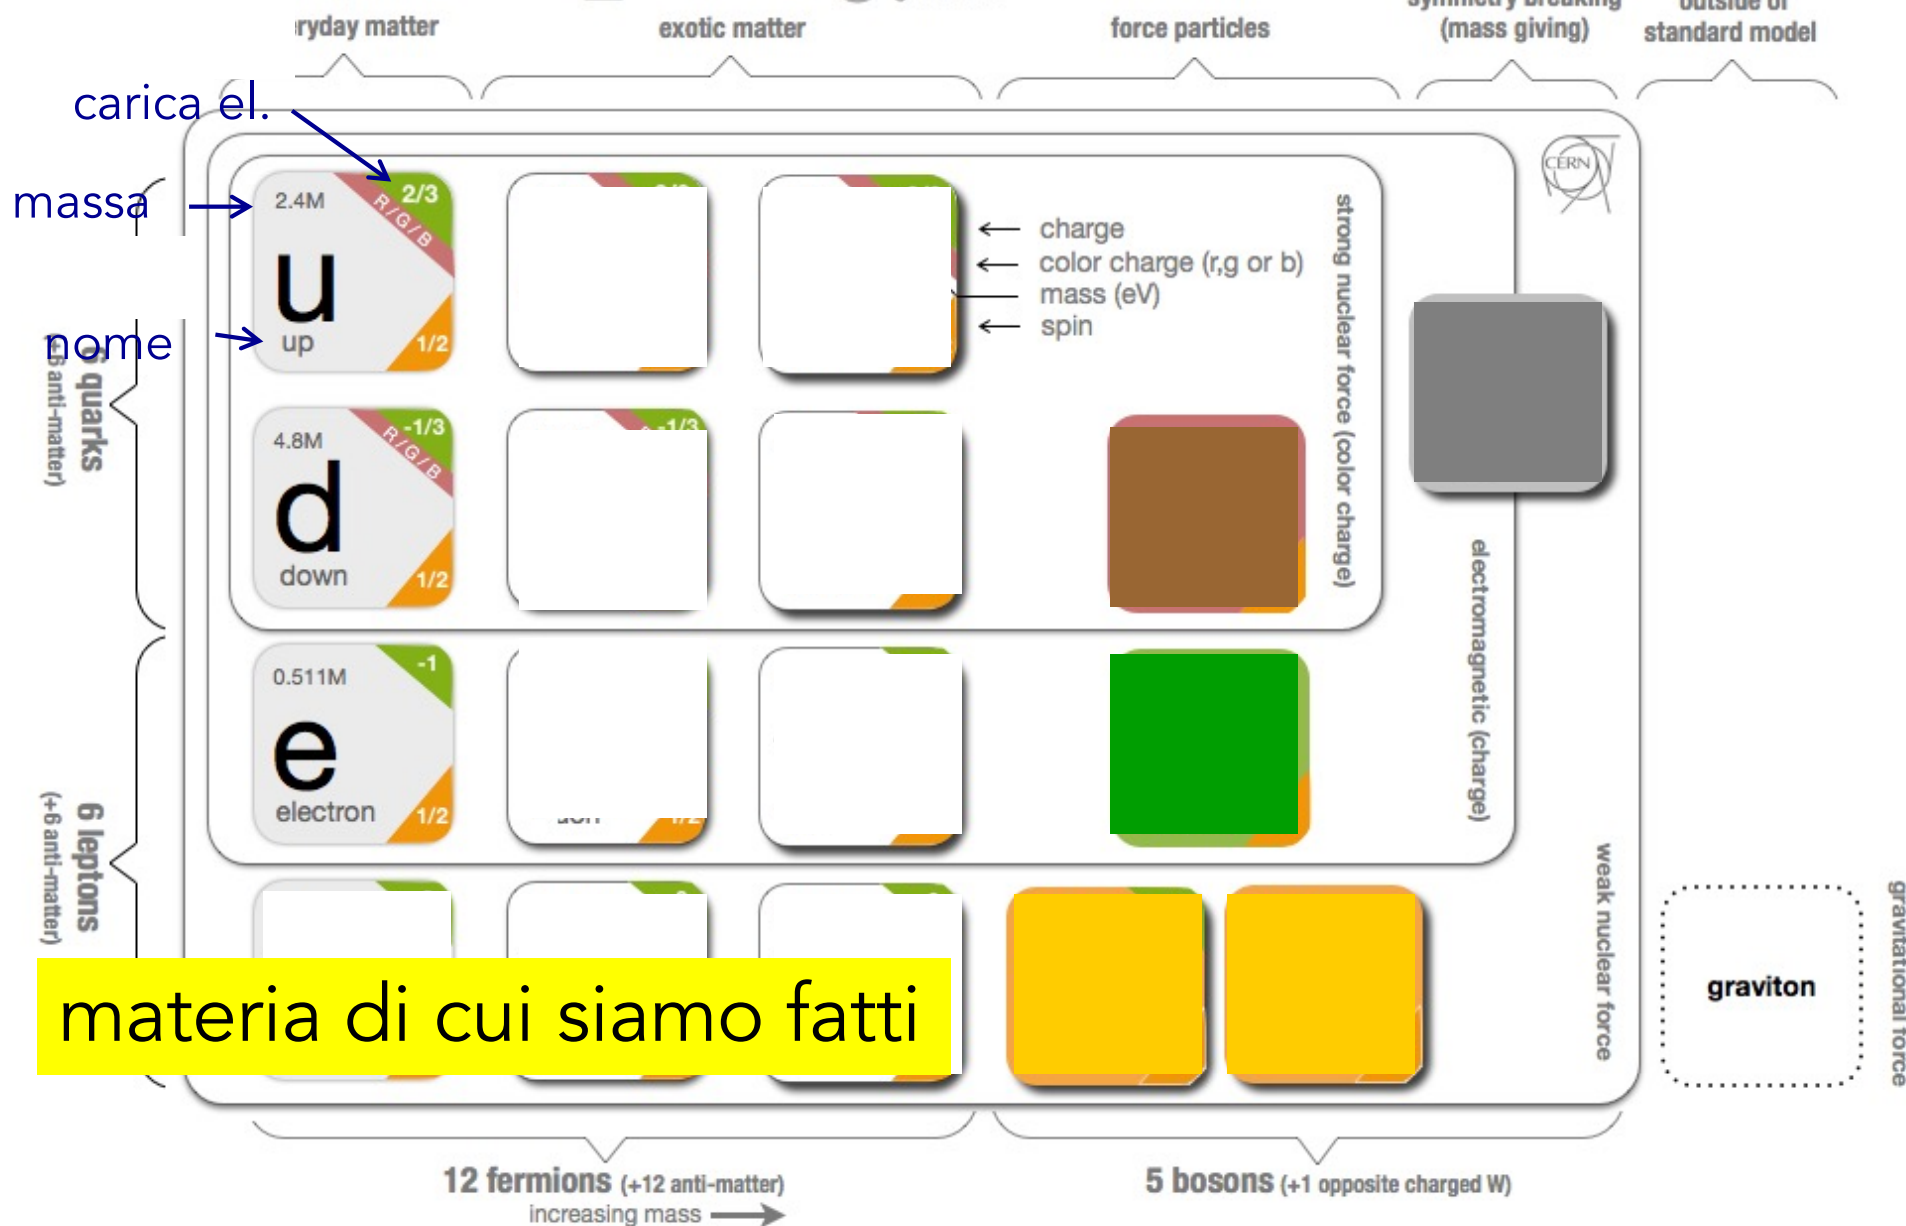 exotic matter
force particles
(mass giving)
standard model
carica el.
massa
nome
CERN
2.4M
2/3
R/G/B
u
up
1/2
charge
color charge (r,g or b)
mass (eV)
spin
strong nuclear force (color charge)
6 quarks
(+6 anti-matter)
4.8M
-1/3
R/G/B
d
down
1/2
-1/3
electromagnetic (charge)
0.511M
-1
e
electron
1/2
6 leptons
(+6 anti-matter)
weak nuclear force
graviton
gravitational force
materia di cui siamo fatti
12 fermions (+12 anti-matter)
increasing mass
5 bosons (+1 opposite charged W)